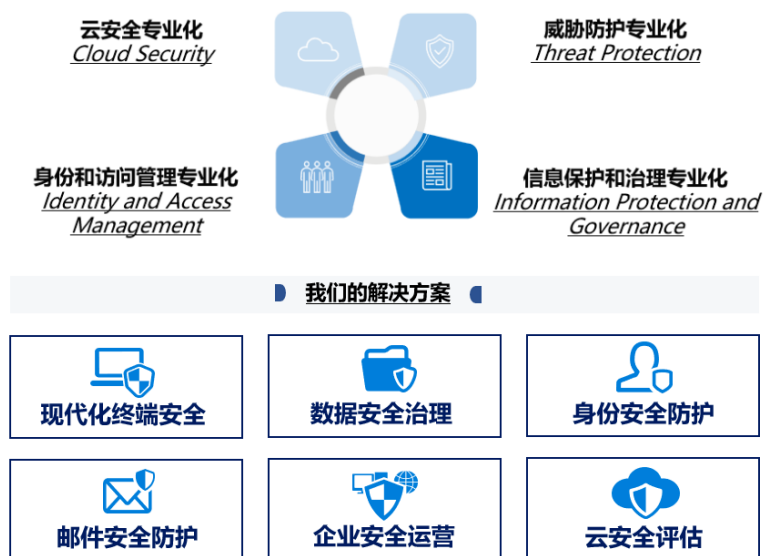 云安全专业化
Cloud Security
威胁防护专业化
Threat Protection
身份和访问管理专业化
Identity and Access
Management
信息保护和治理专业化
Information Protection and
Governance
我们的解决方案
现代化终端安全
数据安全治理
身份安全防护
邮件安全防护
企业安全运营
云安全评估